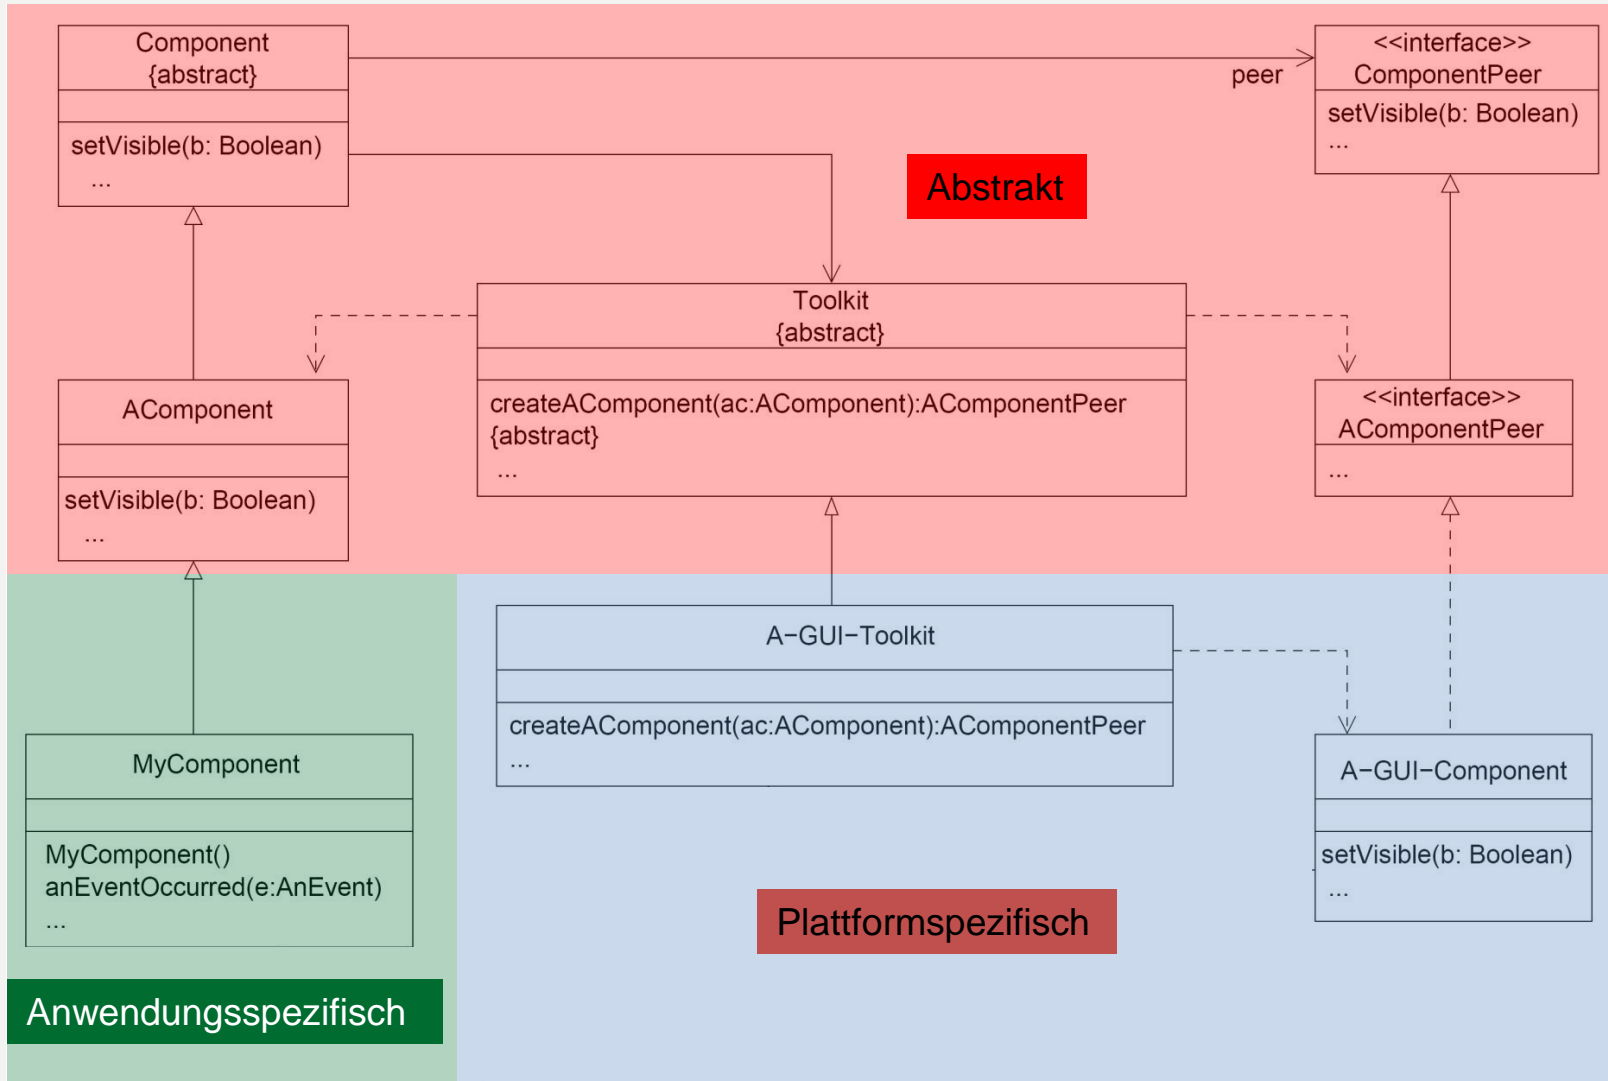 Component
{abstract}
setVisible(b: Boolean)
...
peer
<<interface>>
ComponentPeer
setVisible(b: Boolean)
...
Abstrakt
Toolkit
{abstract}
createAComponent(ac:AComponent):AComponentPeer
{abstract}
...
AComponent
setVisible(b: Boolean)
...
<<interface>>
AComponentPeer
...
A−GUI−Toolkit
createAComponent(ac:AComponent):AComponentPeer
...
MyComponent
MyComponent()
anEventOccurred(e:AnEvent)
...
A−GUI−Component
setVisible(b: Boolean)
...
Plattformspezifisch
Anwendungsspezifisch